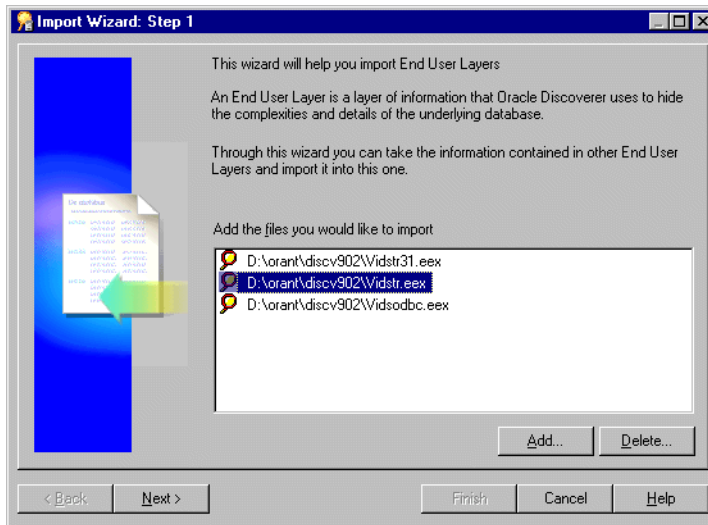 Import Wizard: Step 1
This wizard will help you import End User Layers
An End User Layer is a layer of information that Oracle Discoverer uses to hide
the complexities and details of the underlying database.
Through this wizard you can take the information contained in other End User
Layers and import it into this one.
Add the files you would like to import
D:\orant\discv902\Vidstr31.eex
D:\orant\discv902\Vidstr.eex
D:\orant\discv902\Vidsodbc.eex
Add... Delete...
< Back Next > Finish Cancel Help